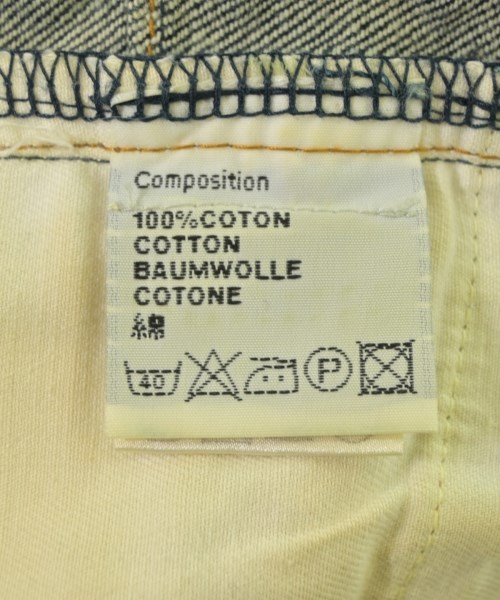 Composition
100%COTON
COTTON
BAUMWOLLE
COTONE
綿
40 P